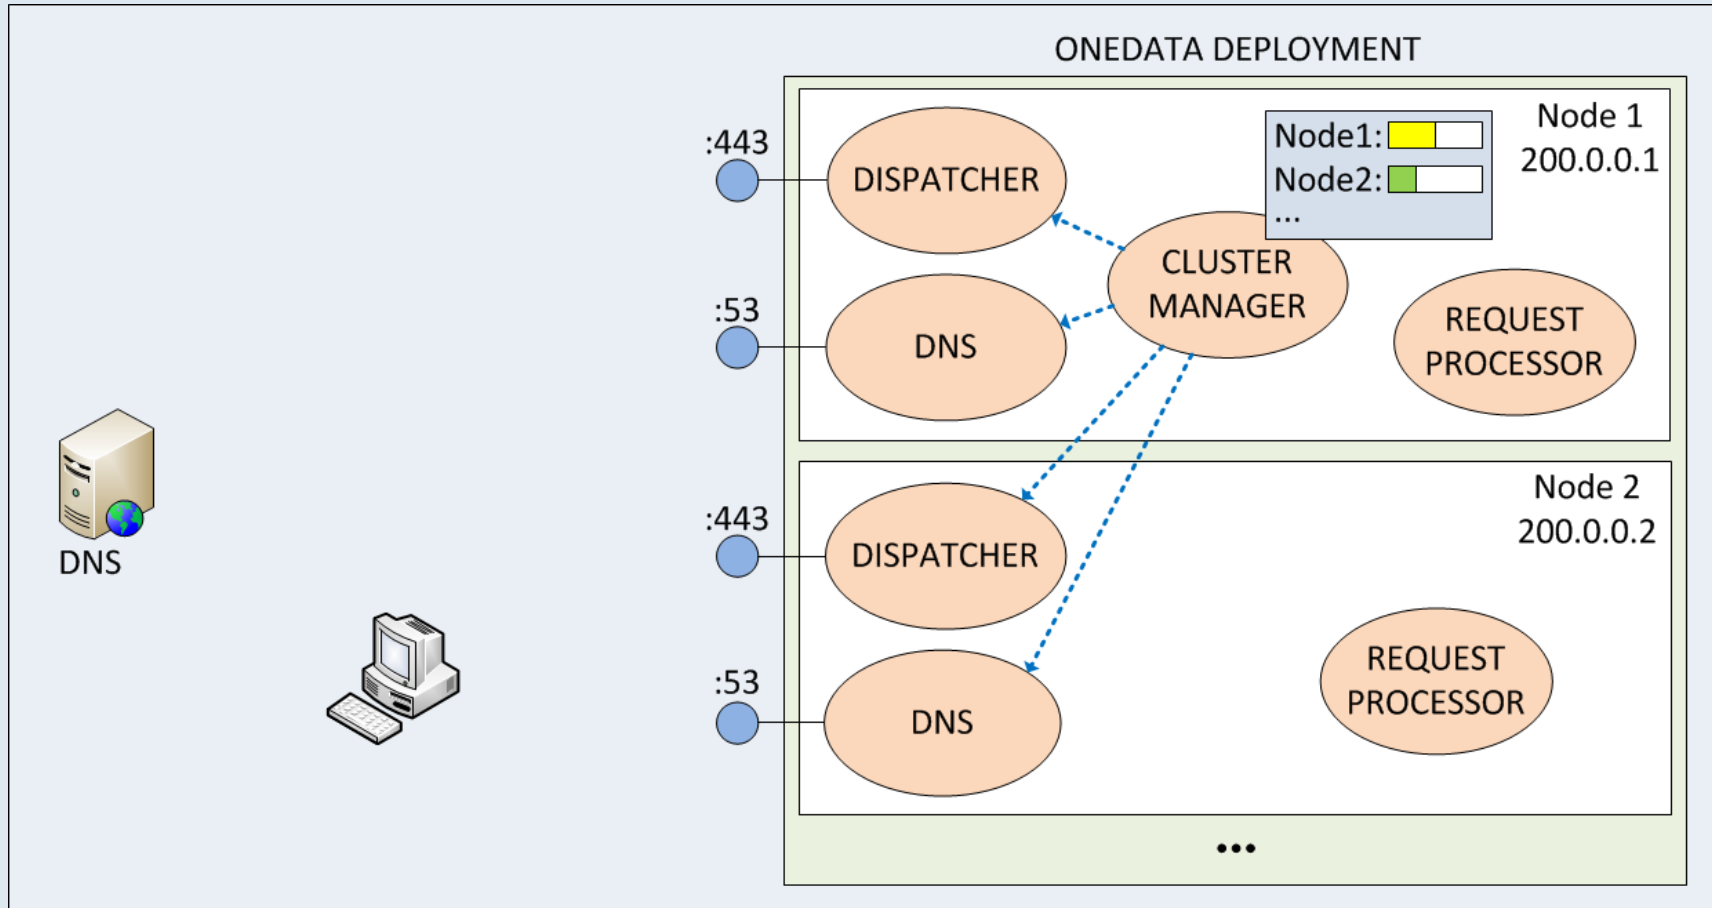 ONEDATA DEPLOYMENT
Node 1
200.0.0.1
Node1:
Node2:
...
:443
DISPATCHER
CLUSTER
MANAGER
:53
DNS
REQUEST
PROCESSOR
Node 2
200.0.0.2
:443
DISPATCHER
DNS
REQUEST
PROCESSOR
:53
DNS
...